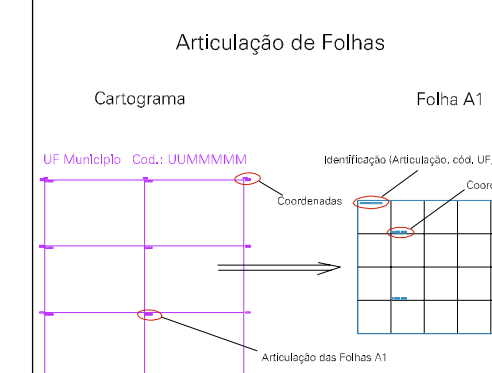 Articulação de Folhas
Cartograma
Folha A1
UF Município Cod.: UUMMMMM
Identificação (Articulação, cód. UF,
Coordenadas
Articulação das Folhas A1